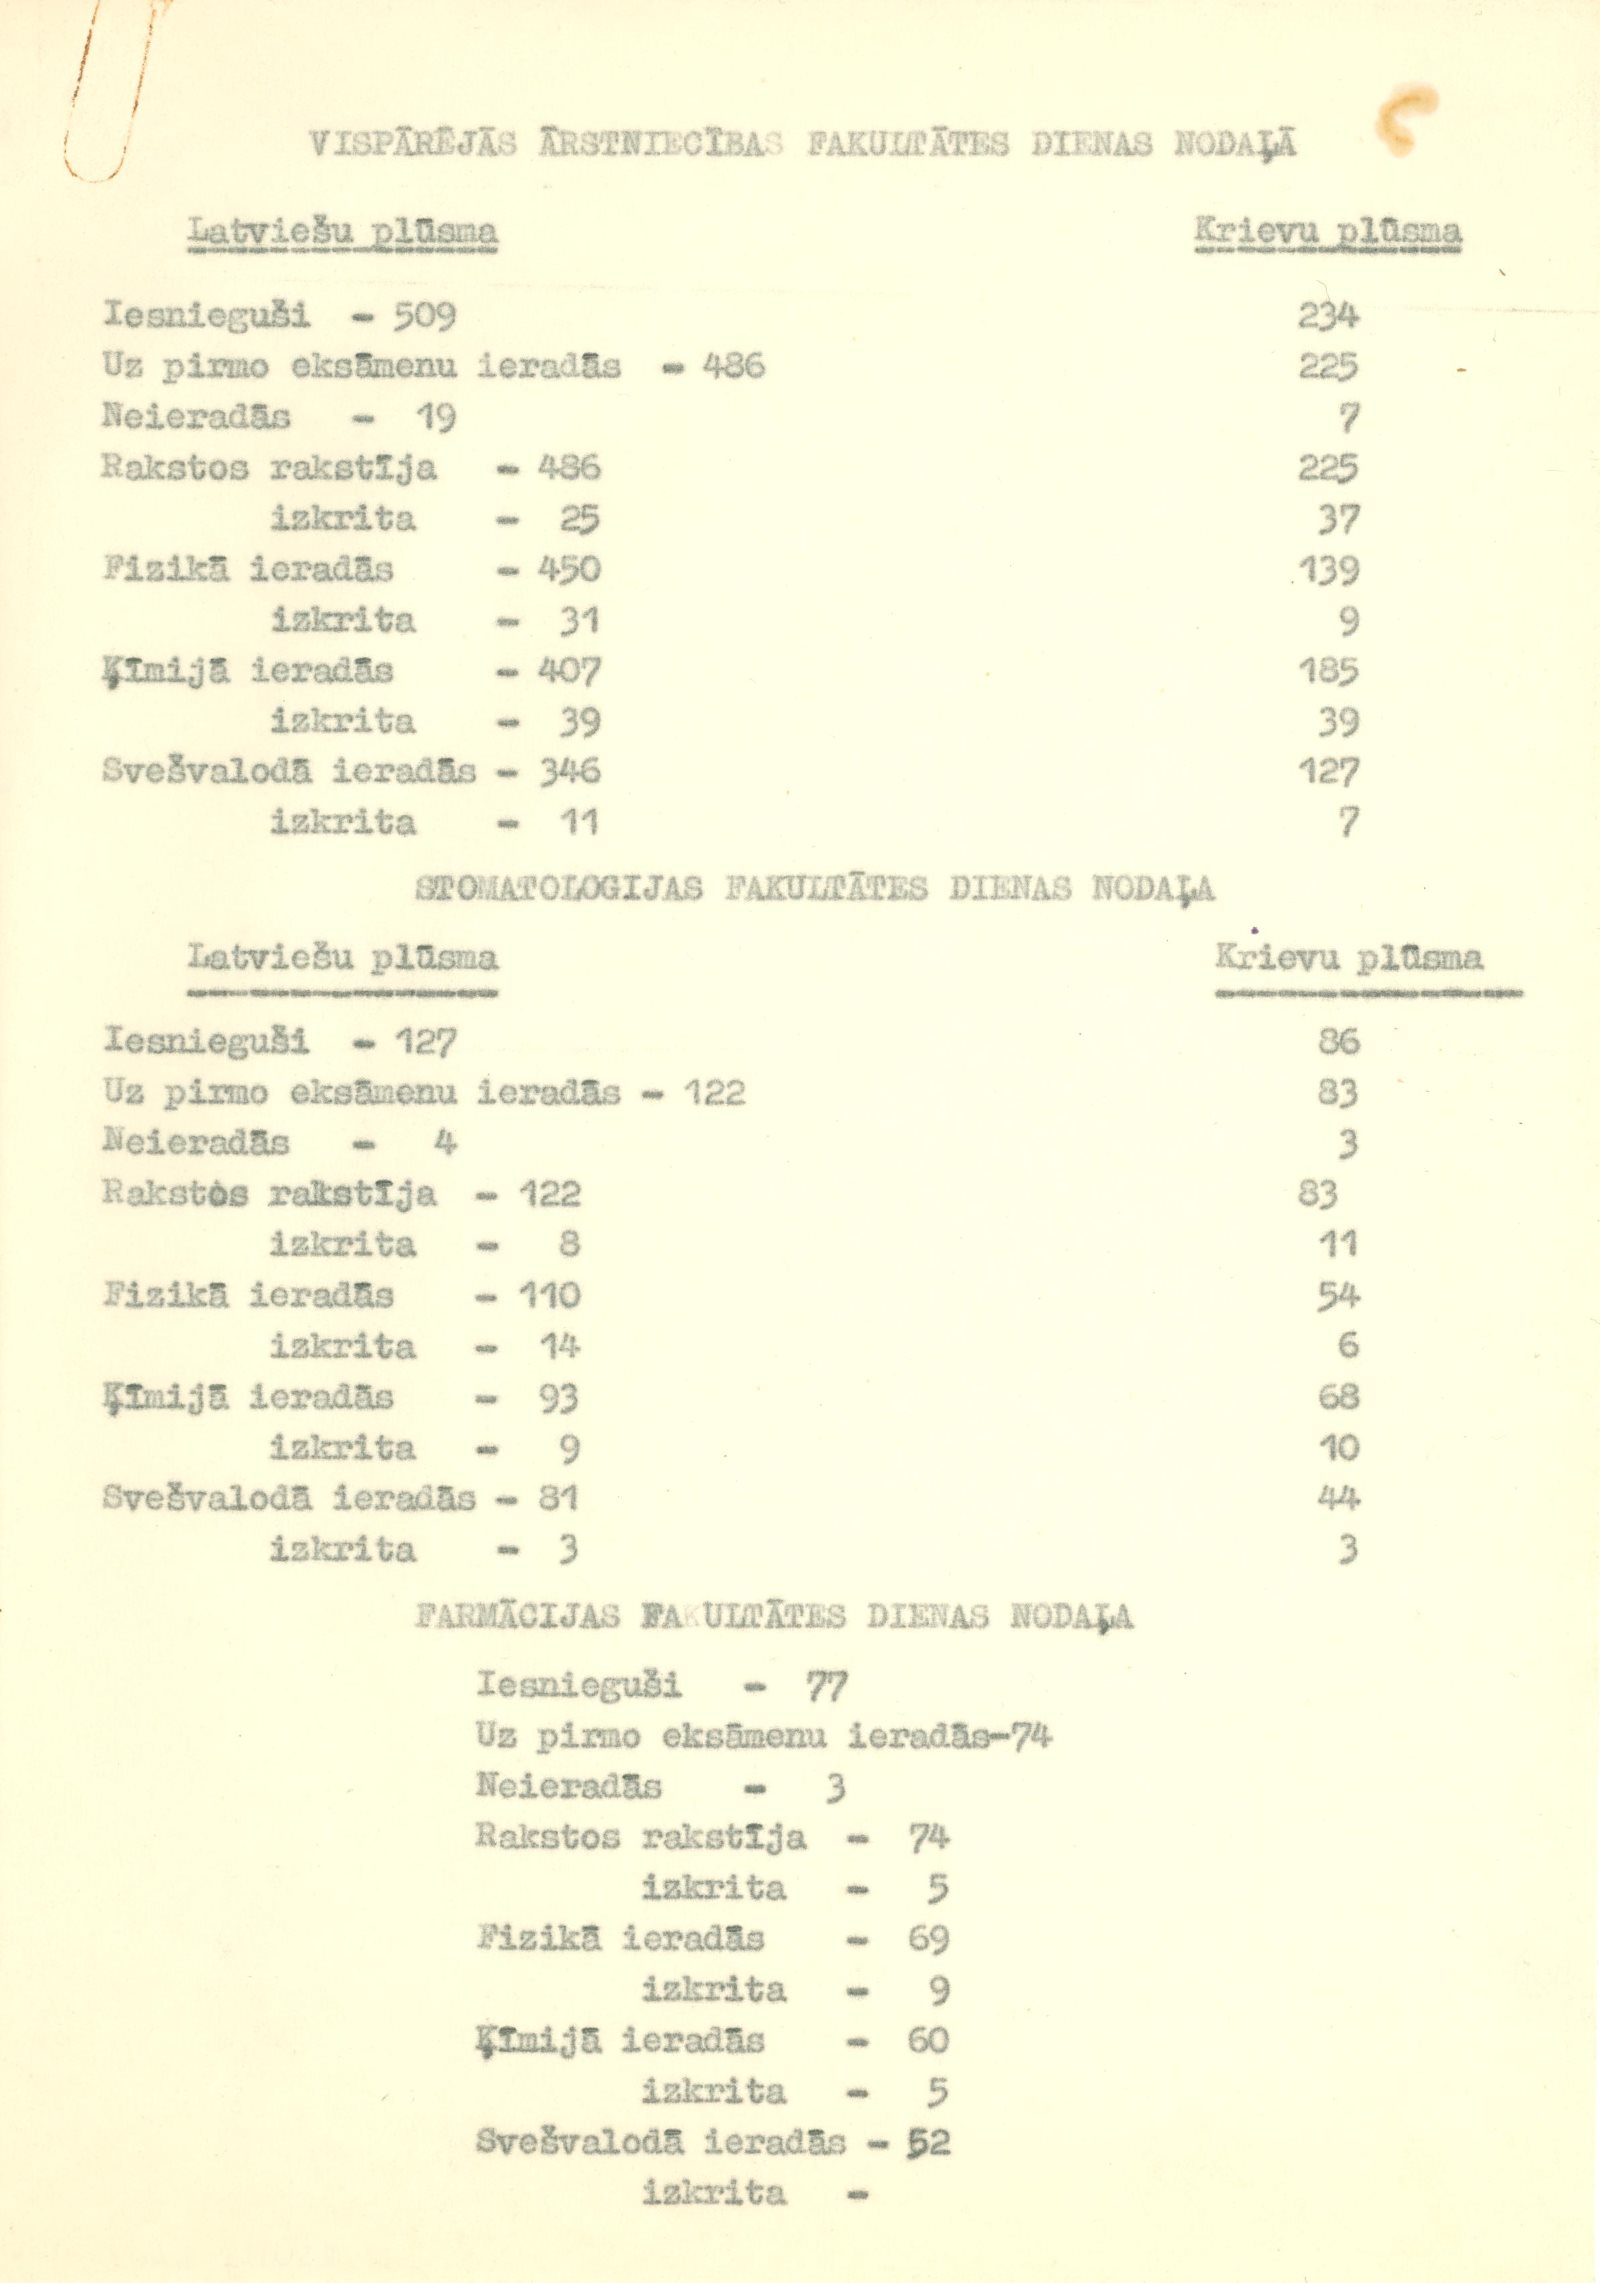 VISPĀRĒJĀS ĀRSTNIECĪBAS FAKULTĀTES DIENAS NODAĻĀ
Latviešu plūsma Krievu plūsma
Iesnieguši - 509 234
Uz pirmo eksāmenu ieradās - 486 225
Neieradās - 19 7
Rakstos rakstīja - 486 225
izkrita - 25 37
Fizikā ieradās - 450 139
izkrita - 31 9
Ķīmijā ieradās - 407 185
izkrita - 39 39
Svešvalodā ieradās - 346 127
izkrita - 11 7
STOMATOLOGIJAS FAKULTĀTES DIENAS NODAĻA
Latviešu plūsma Krievu plūsma
Iesnieguši - 127 86
Uz pirmo eksāmenu ieradās - 122 83
Neieradās - 4 3
Rakstos rakstīja - 122 83
izkrita - 8 11
Fizikā ieradās - 110 54
izkrita - 14 6
Ķīmijā ieradās - 93 68
izkrita - 9 10
Svešvalodā ieradās - 81 44
izkrita - 3 3
FARMĀCIJAS FAKULTĀTES DIENAS NODAĻA
Iesnieguši - 77
Uz pirmo eksāmenu ieradās-74
Neieradās - 3
Rakstos rakstīja - 74
izkrita - 5
Fizikā ieradās - 69
izkrita - 9
Ķīmijā ieradās - 60
izkrita - 5
Svešvalodā ieradās - 52
izkrita -